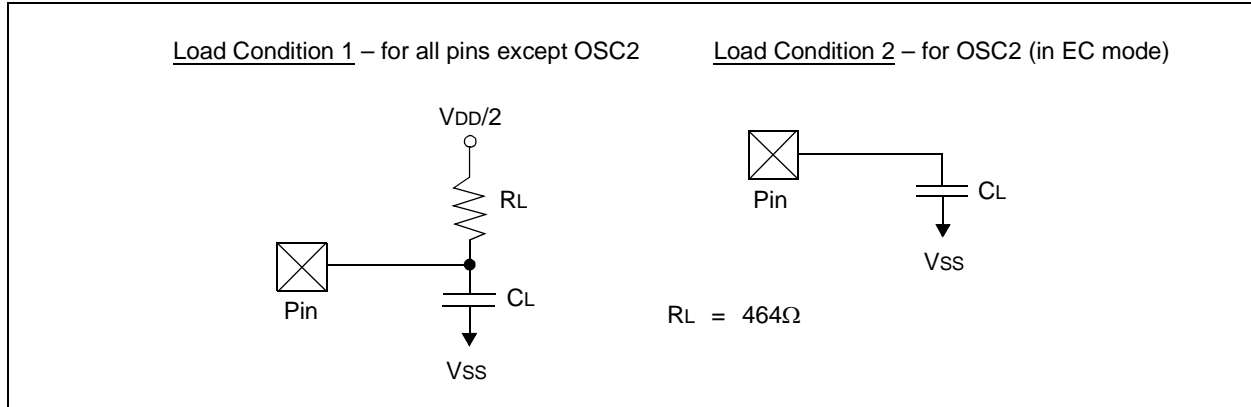 Load Condition 1 – for all pins except OSC2
VDD/2
RL
Pin
CL
VSS
Load Condition 2 – for OSC2 (in EC mode)
Pin
CL
VSS
RL = 464Ω